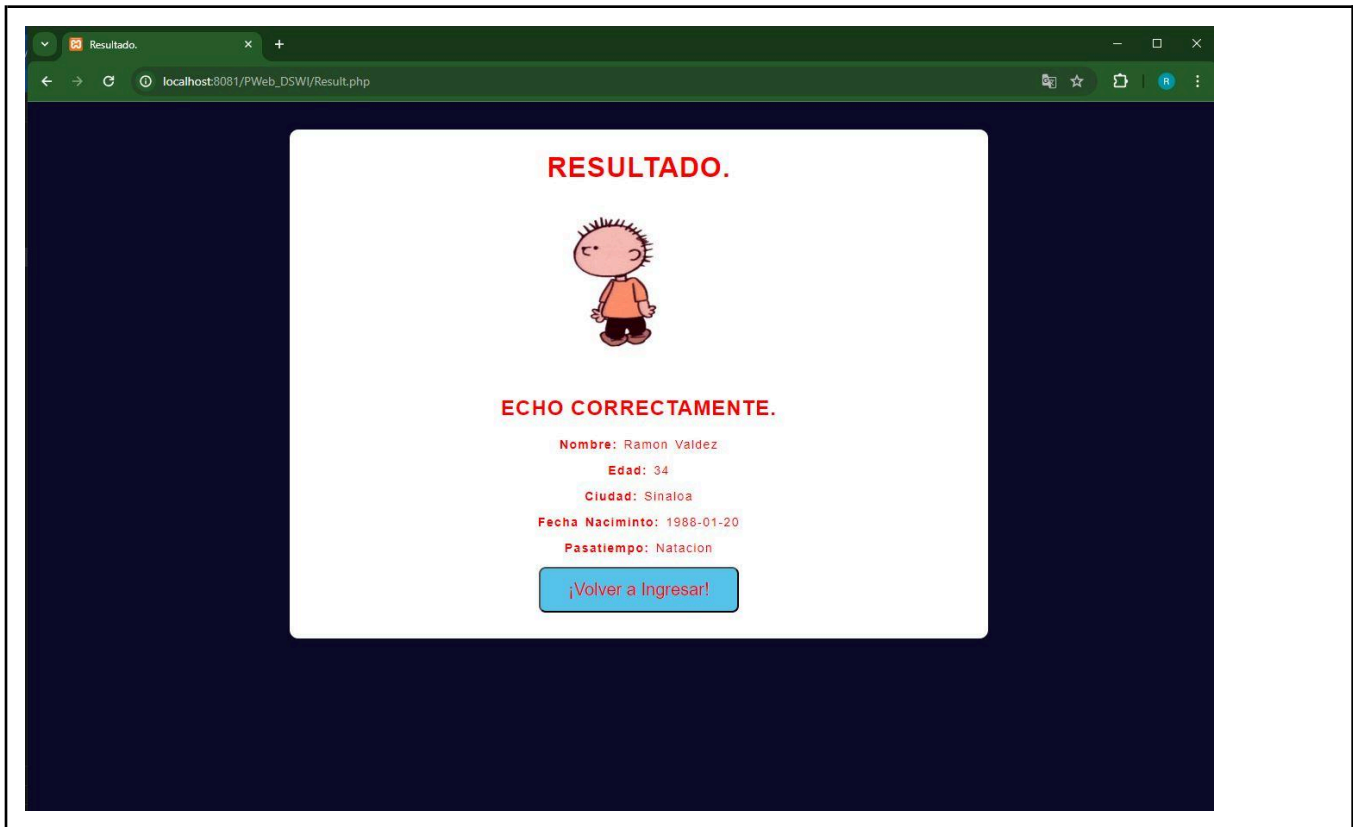 Resultado.
localhost:8081/PWeb_DSWI/Result.php
R
RESULTADO.
ECHO CORRECTAMENTE.
Nombre: Ramon Valdez
Edad: 34
Ciudad: Sinaloa
Fecha Naciminto: 1988-01-20
Pasatiempo: Natacion
¡Volver a Ingresar!